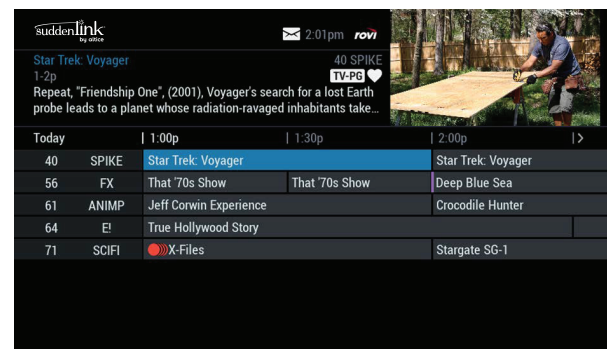 suddenlink
by altice
2:01pm rovi
Star Trek: Voyager 40 SPIKE
1-2p TV-PG
Repeat, "Friendship One", (2001), Voyager's search for a lost Earth
probe leads to a planet whose radiation-ravaged inhabitants take...
Today 1:00p 1:30p 2:00p
40 SPIKE Star Trek: Voyager Star Trek: Voyager
56 FX That '70s Show That '70s Show Deep Blue Sea
61 ANIMP Jeff Corwin Experience Crocodile Hunter
64 E! True Hollywood Story
71 SCIFI X-Files Stargate SG-1